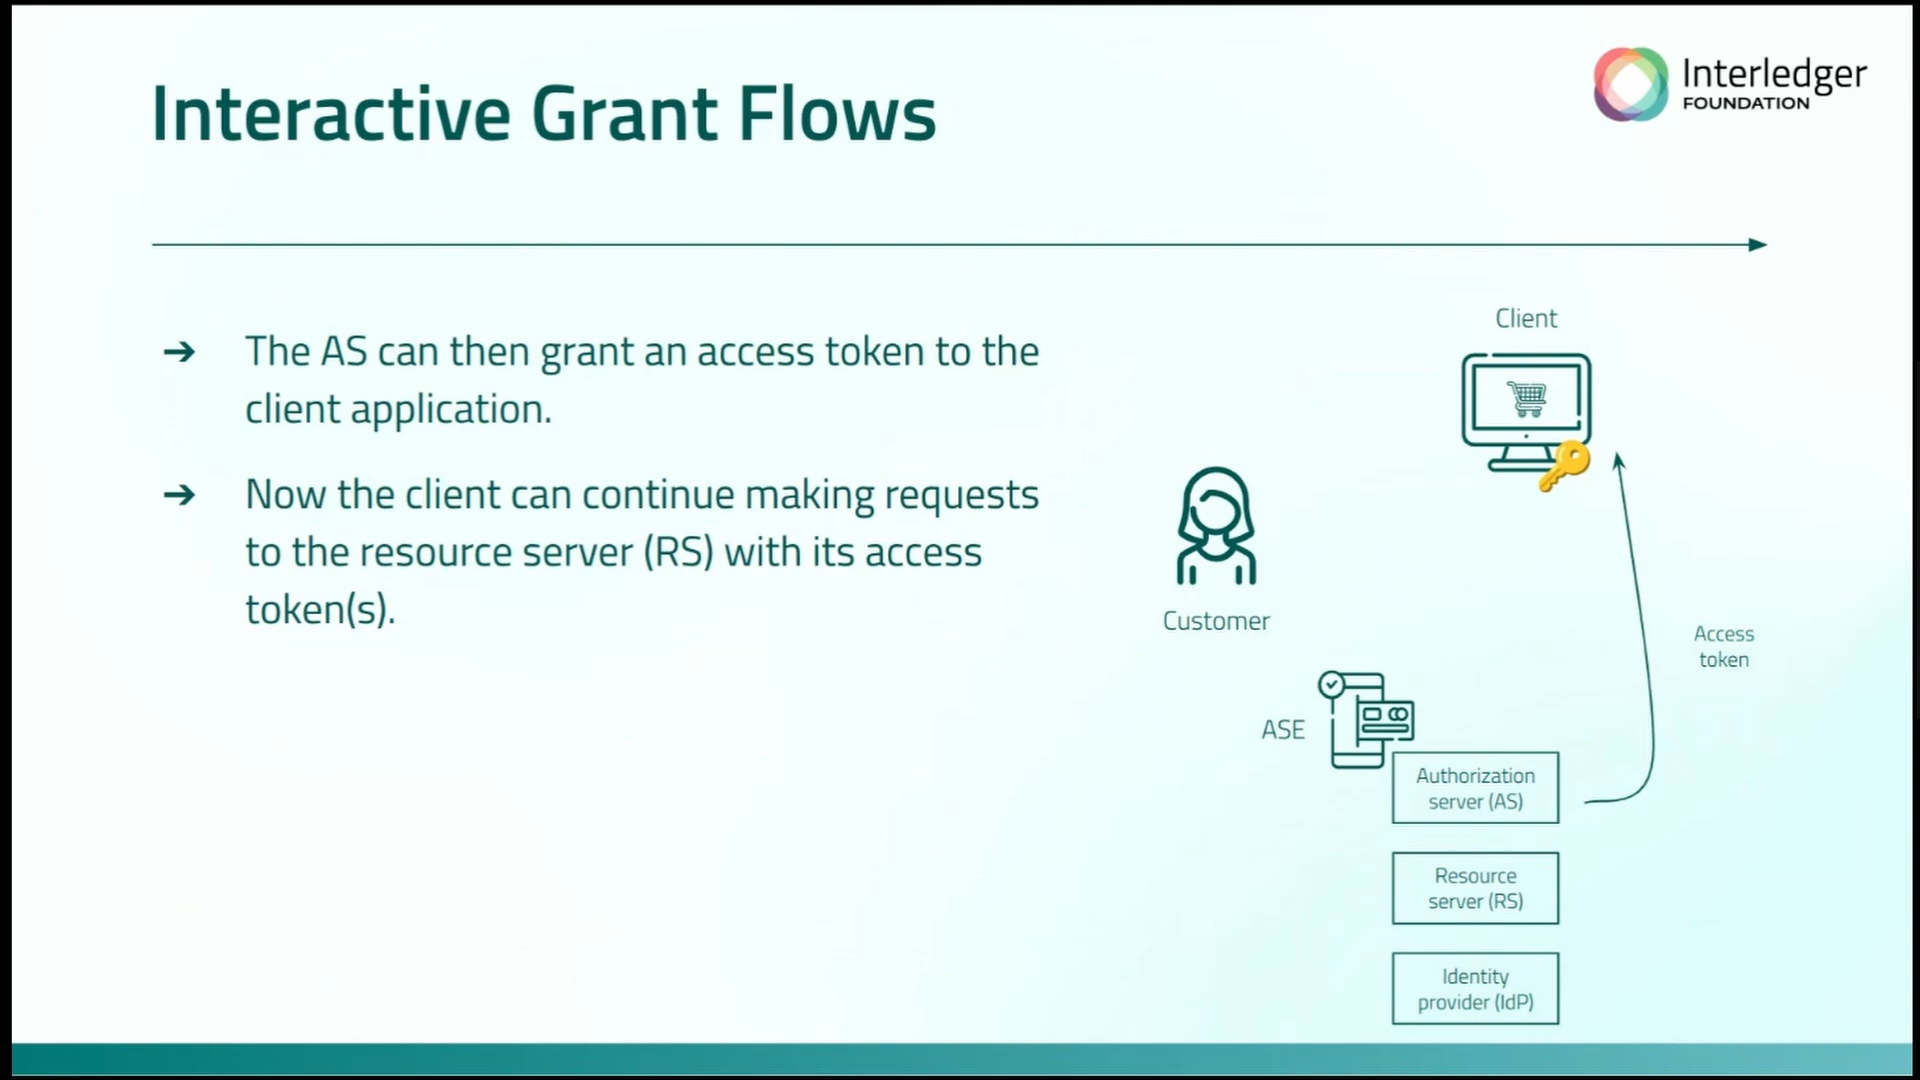 Interactive Grant Flows
Interledger
FOUNDATION
➔ The AS can then grant an access token to the
client application.
➔ Now the client can continue making requests
to the resource server (RS) with its access
token(s).
Client
Customer
Access
token
ASE
Authorization
server (AS)
Resource
server (RS)
Identity
provider (IdP)